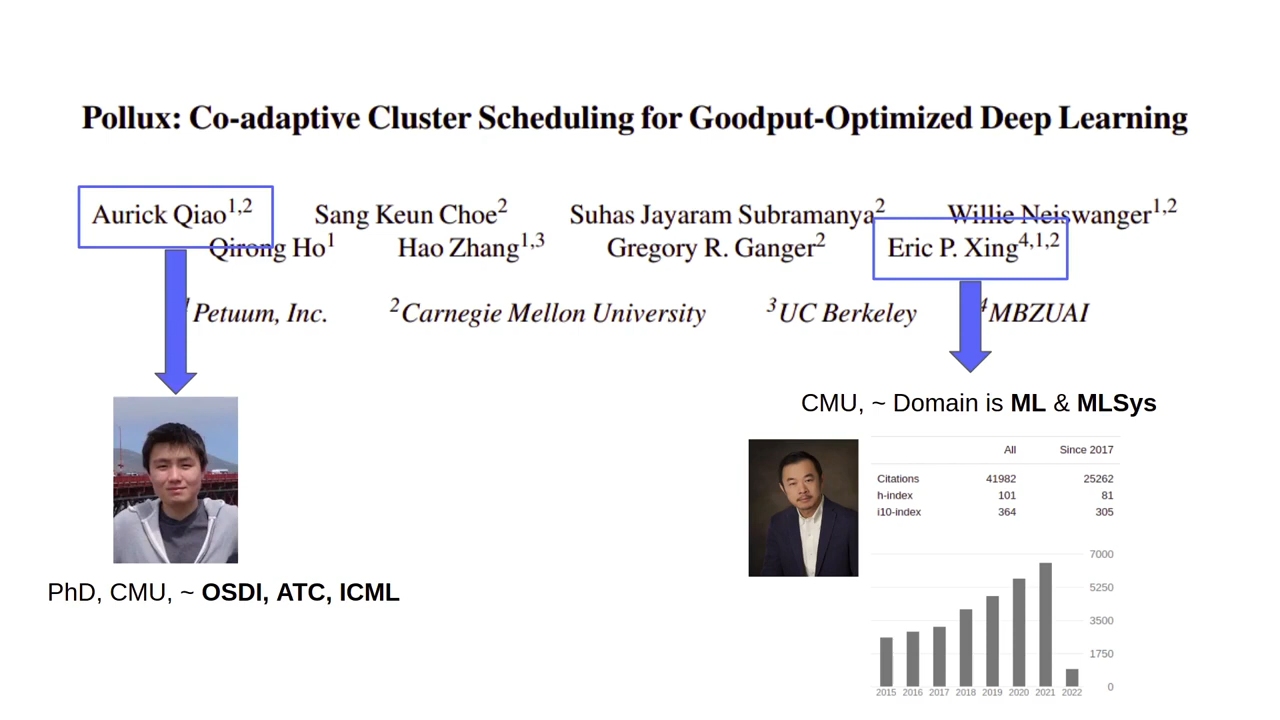 Pollux: Co-adaptive Cluster Scheduling for Goodput-Optimized Deep Learning
Aurick Qiao1,2 Sang Keun Choe2 Suhas Jayaram Subramanya2 Willie Neiswanger1,2
Qirong Ho1 Hao Zhang1,3 Gregory R. Ganger2 Eric P. Xing4,1,2
1Petuum, Inc. 2Carnegie Mellon University 3UC Berkeley 4MBZUAI
CMU, ~ Domain is ML & MLSys
All Since 2017
Citations 41982 25262
h-index 101 81
i10-index 364 305
7000
5250
3500
1750
0
2015 2016 2017 2018 2019 2020 2021 2022
PhD, CMU, ~ OSDI, ATC, ICML